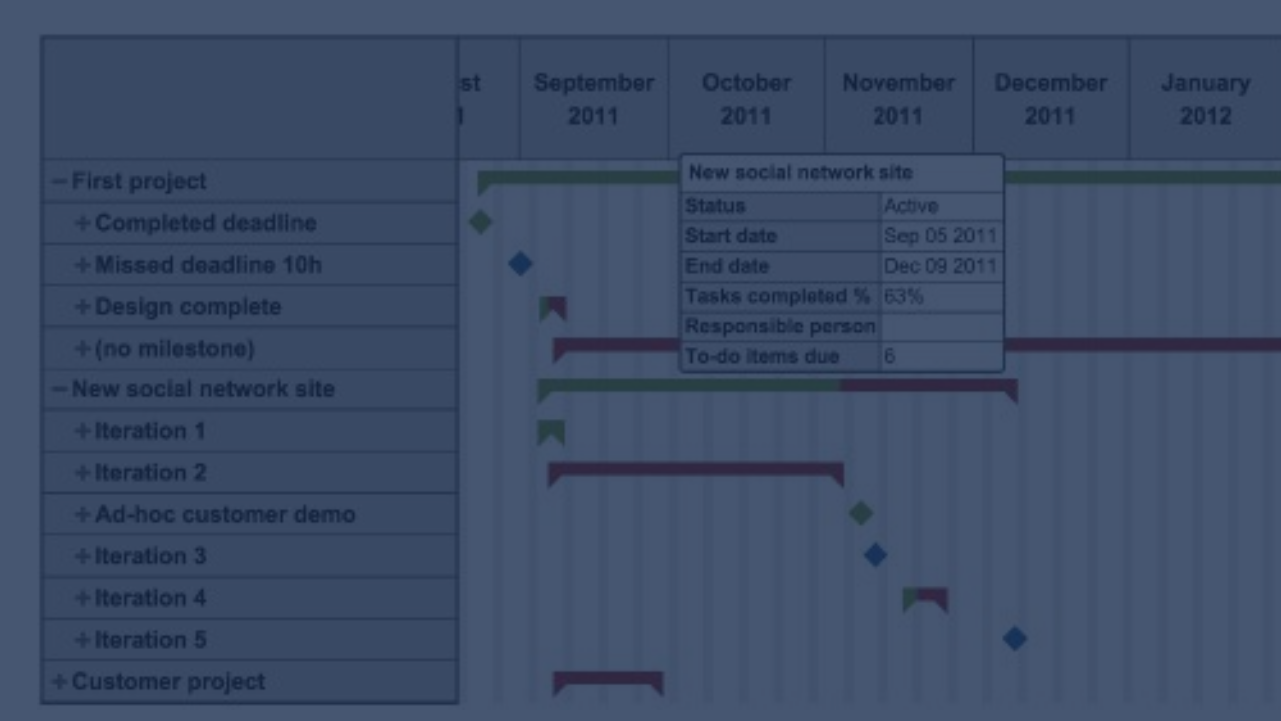 st September October November December January
1 2011 2011 2011 2011 2012
− First project
+ Completed deadline
+ Missed deadline 10h
+ Design complete
+ (no milestone)
− New social network site
+ Iteration 1
+ Iteration 2
+ Ad-hoc customer demo
+ Iteration 3
+ Iteration 4
+ Iteration 5
+ Customer project
New social network site
Status Active
Start date Sep 05 2011
End date Dec 09 2011
Tasks completed % 63%
Responsible person
To-do items due 6